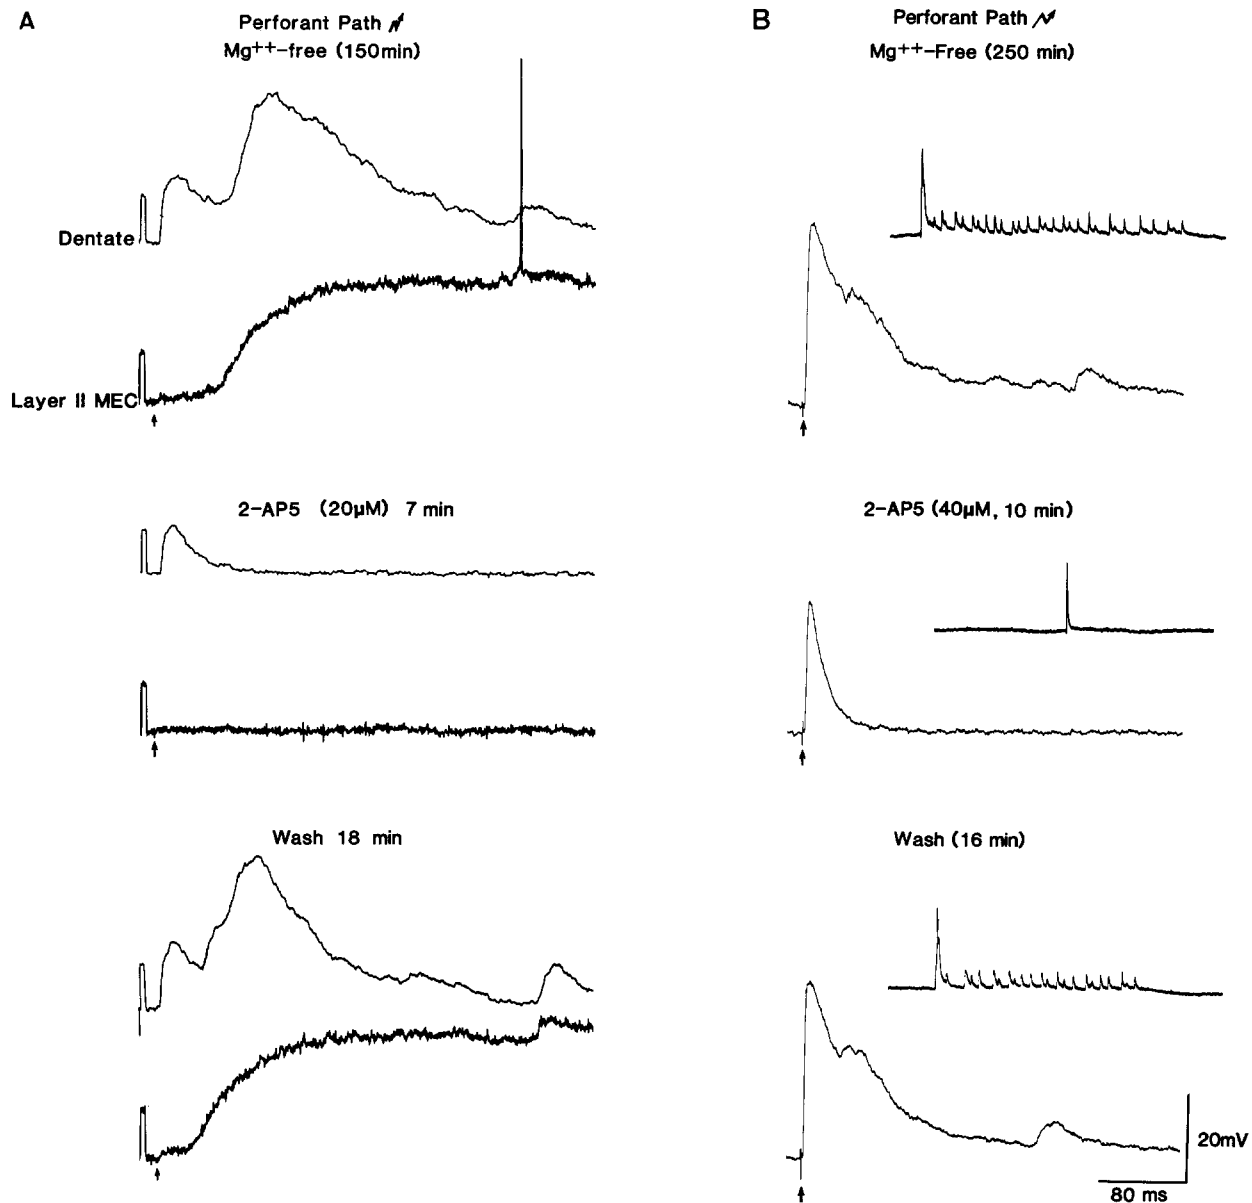 A
Perforant Path
Mg++-free (150min)
Dentate
Layer II MEC
2-AP5 (20μM) 7 min
Wash 18 min
B
Perforant Path
Mg++-Free (250 min)
2-AP5 (40μM, 10 min)
Wash (16 min)
20mV
80 ms